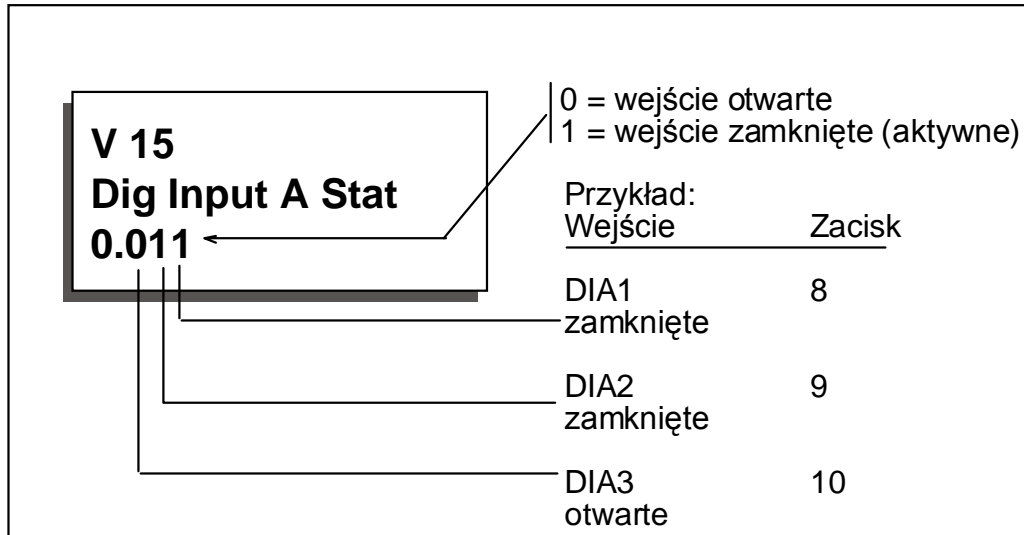 V 15
Dig Input A Stat
0.011
0 = wejście otwarte
1 = wejście zamknięte (aktywne)
Przykład:
Wejście Zacisk
DIA1 8
zamknięte
DIA2 9
zamknięte
DIA3 10
otwarte